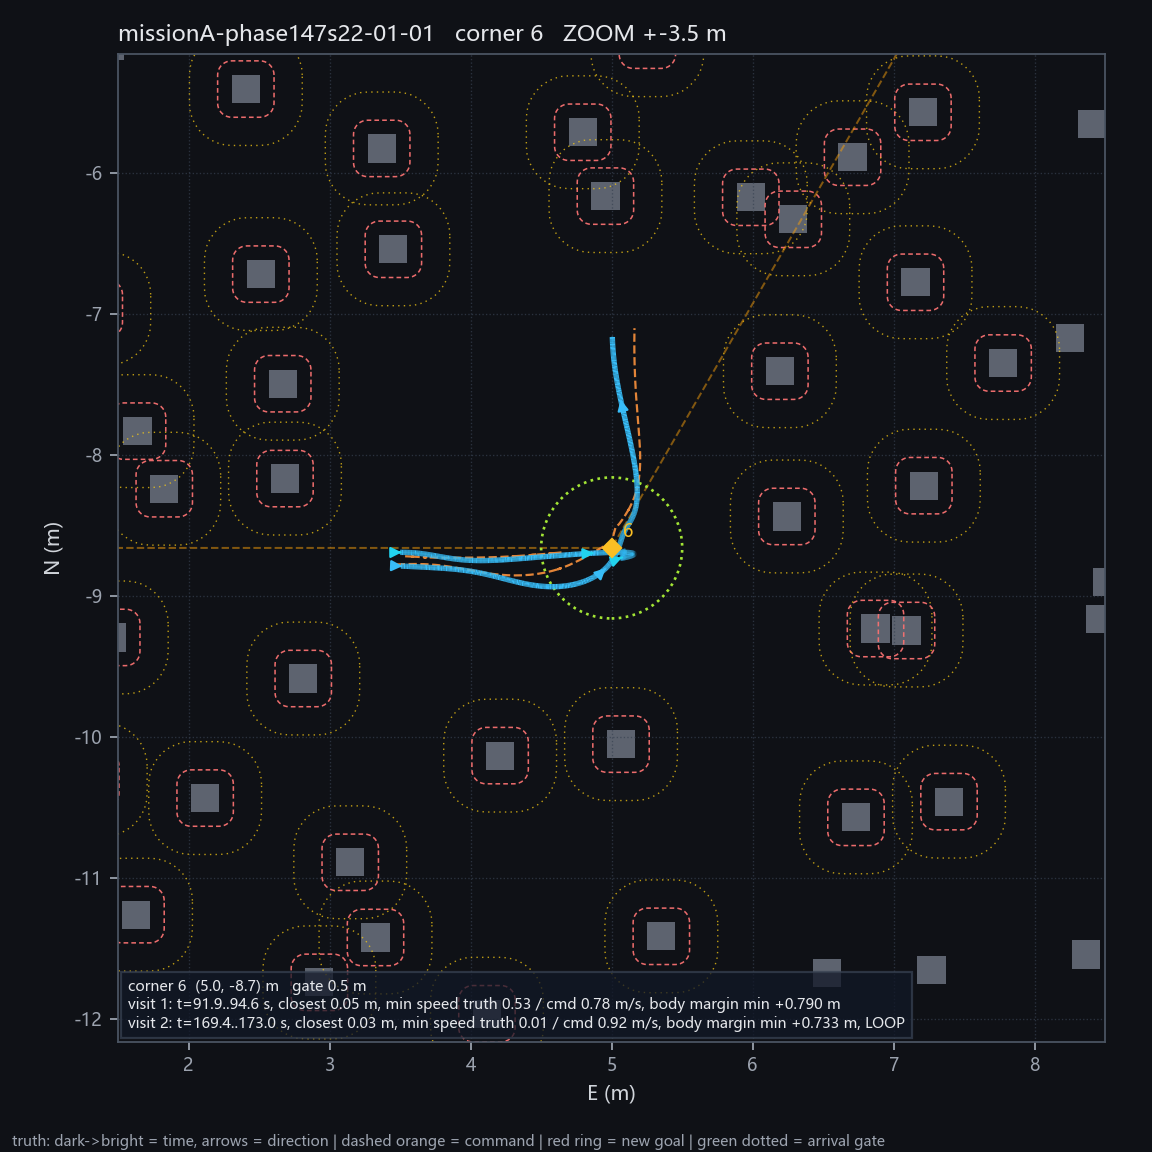 missionA-phase147s22-01-01   corner 6   ZOOM +-3.5 m
-6
-7
-8
-9
-10
-11
-12
N (m)
6
corner 6  (5.0, -8.7) m   gate 0.5 m
visit 1: t=91.9..94.6 s, closest 0.05 m, min speed truth 0.53 / cmd 0.78 m/s, body margin min +0.790 m
visit 2: t=169.4..173.0 s, closest 0.03 m, min speed truth 0.01 / cmd 0.92 m/s, body margin min +0.733 m, LOOP
2 3 4 5 6 7 8
E (m)
truth: dark->bright = time, arrows = direction | dashed orange = command | red ring = new goal | green dotted = arrival gate